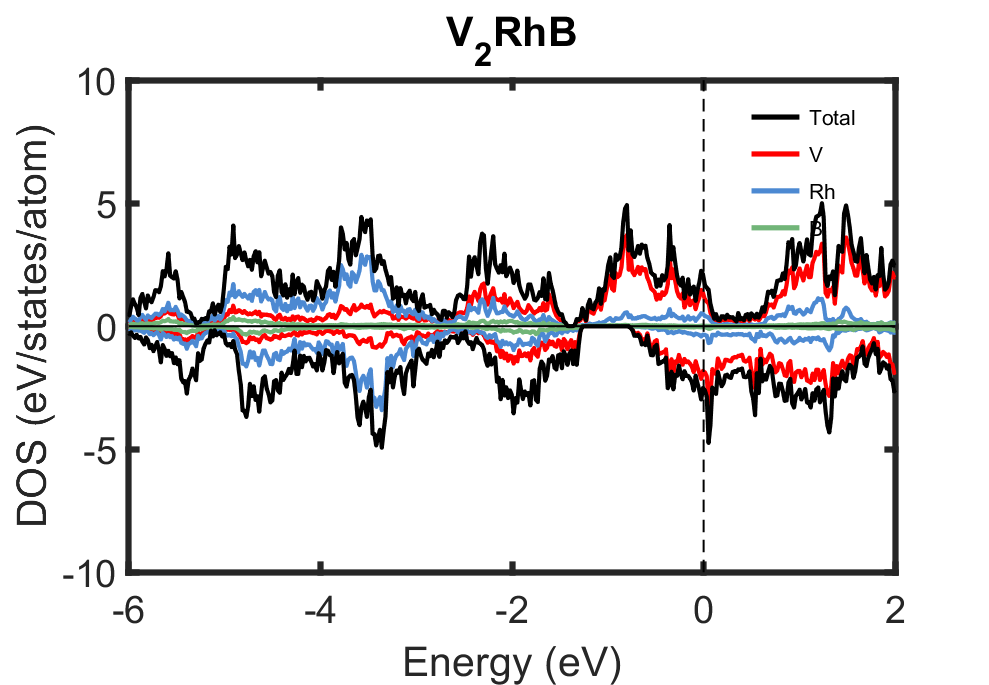 V2RhB
10
5
0
-5
-10
DOS (eV/states/atom)
Total
V
Rh
B
-6
-4
-2
0
2
Energy (eV)